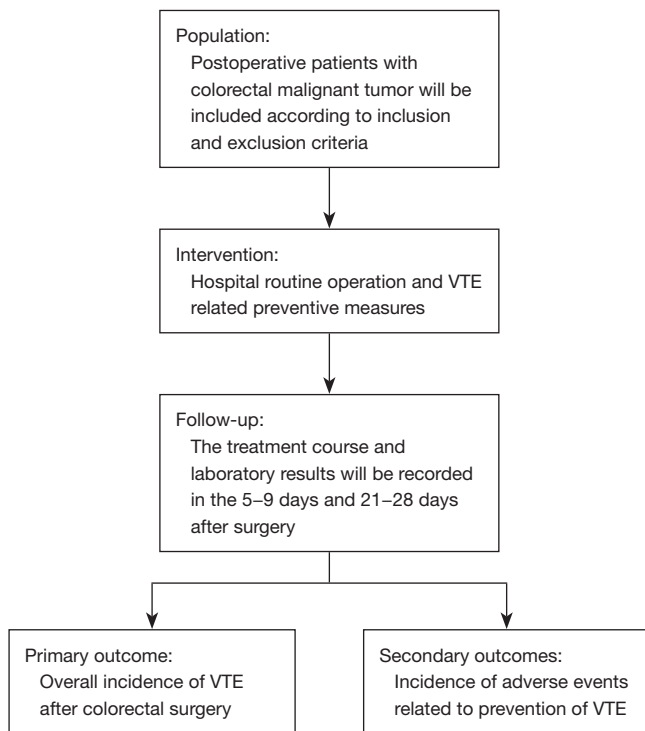 Population:
Postoperative patients with
colorectal malignant tumor will be
included according to inclusion
and exclusion criteria
Intervention:
Hospital routine operation and VTE
related preventive measures
Follow-up:
The treatment course and
laboratory results will be recorded
in the 5–9 days and 21–28 days
after surgery
Primary outcome:
Overall incidence of VTE
after colorectal surgery
Secondary outcomes:
Incidence of adverse events
related to prevention of VTE